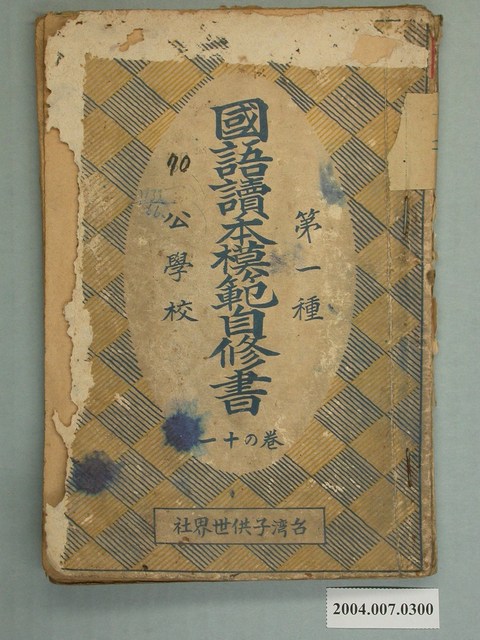 第一種
國語讀本模範自修書
公學校
巻の十一
台湾子供世界社
2004.007.0300